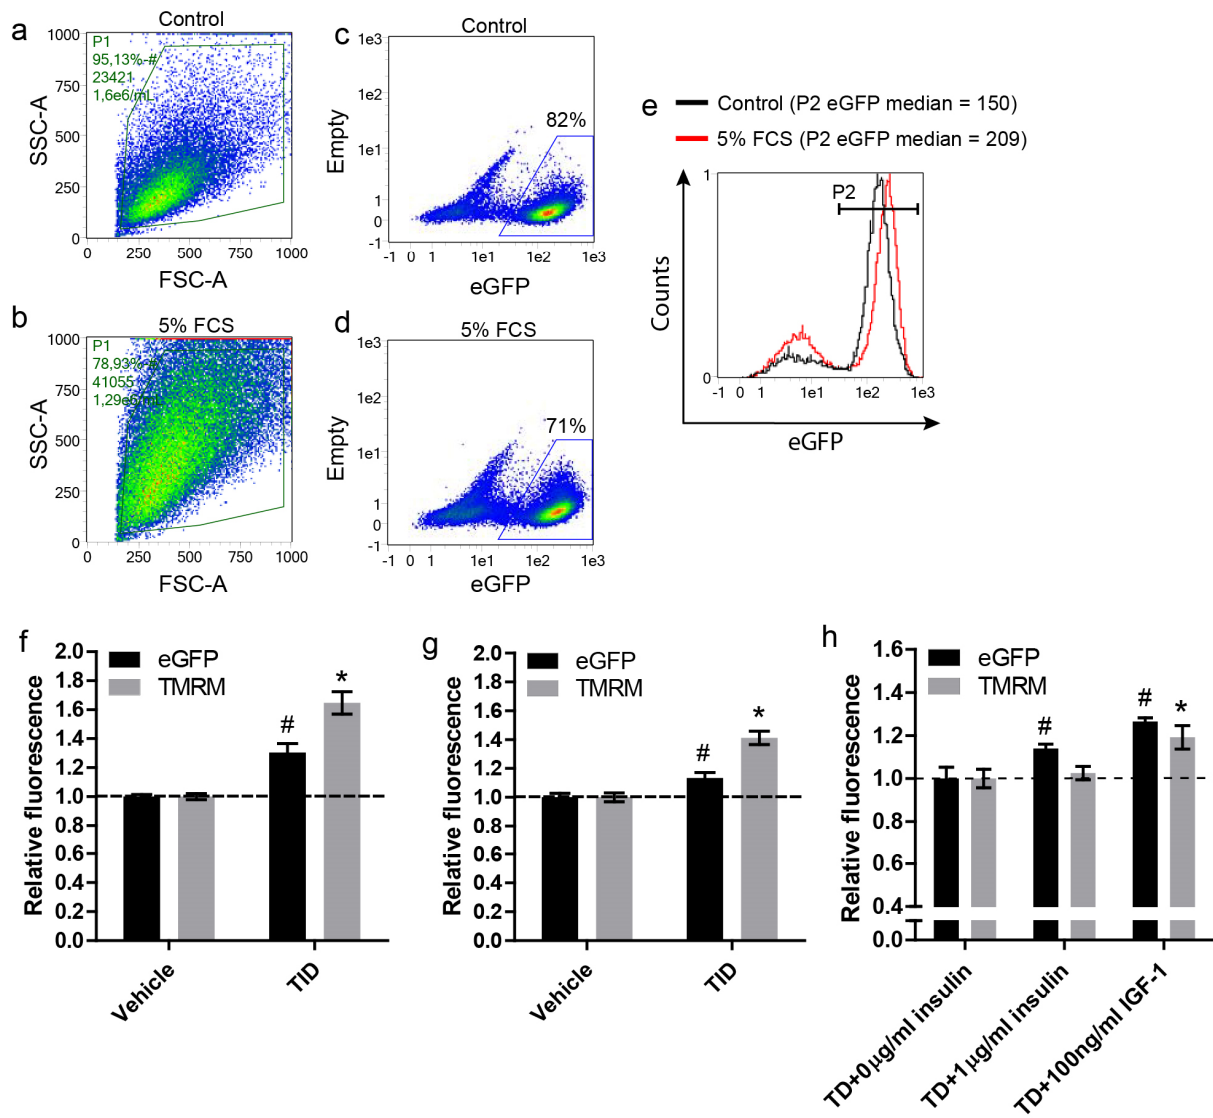 a
Control
1000
750
500
250
0
SSC-A
P1
95,13%-#
23421
1,6e6/mL
0 250 500 750 1000
FSC-A
b
5% FCS
1000
750
500
250
0
SSC-A
P1
78,93%-#
41055
1,29e6/mL
0 250 500 750 1000
FSC-A
c
Control
1e3
1e2
1e1
1
0
-1
Empty
82%
-1 0 1 1e1 1e2 1e3
eGFP
d
5% FCS
1e3
1e2
1e1
1
0
-1
Empty
71%
-1 0 1 1e1 1e2 1e3
eGFP
e
Control (P2 eGFP median = 150)
5% FCS (P2 eGFP median = 209)
1
0
Counts
P2
-1 0 1 1e1 1e2 1e3
eGFP
f
2.0
1.8
1.6
1.4
1.2
1.0
0.8
0.6
0.4
0.2
0.0
Relative fluorescence
eGFP
TMRM
#
*
Vehicle
TID
g
2.0
1.8
1.6
1.4
1.2
1.0
0.8
0.6
0.4
0.2
0.0
Relative fluorescence
eGFP
TMRM
#
*
Vehicle
TID
h
1.6
1.4
1.2
1.0
0.8
0.6
0.4
0.0
Relative fluorescence
eGFP
TMRM
#
#
*
TD+0μg/ml insulin
TD+1μg/ml insulin
TD+100ng/ml IGF-1